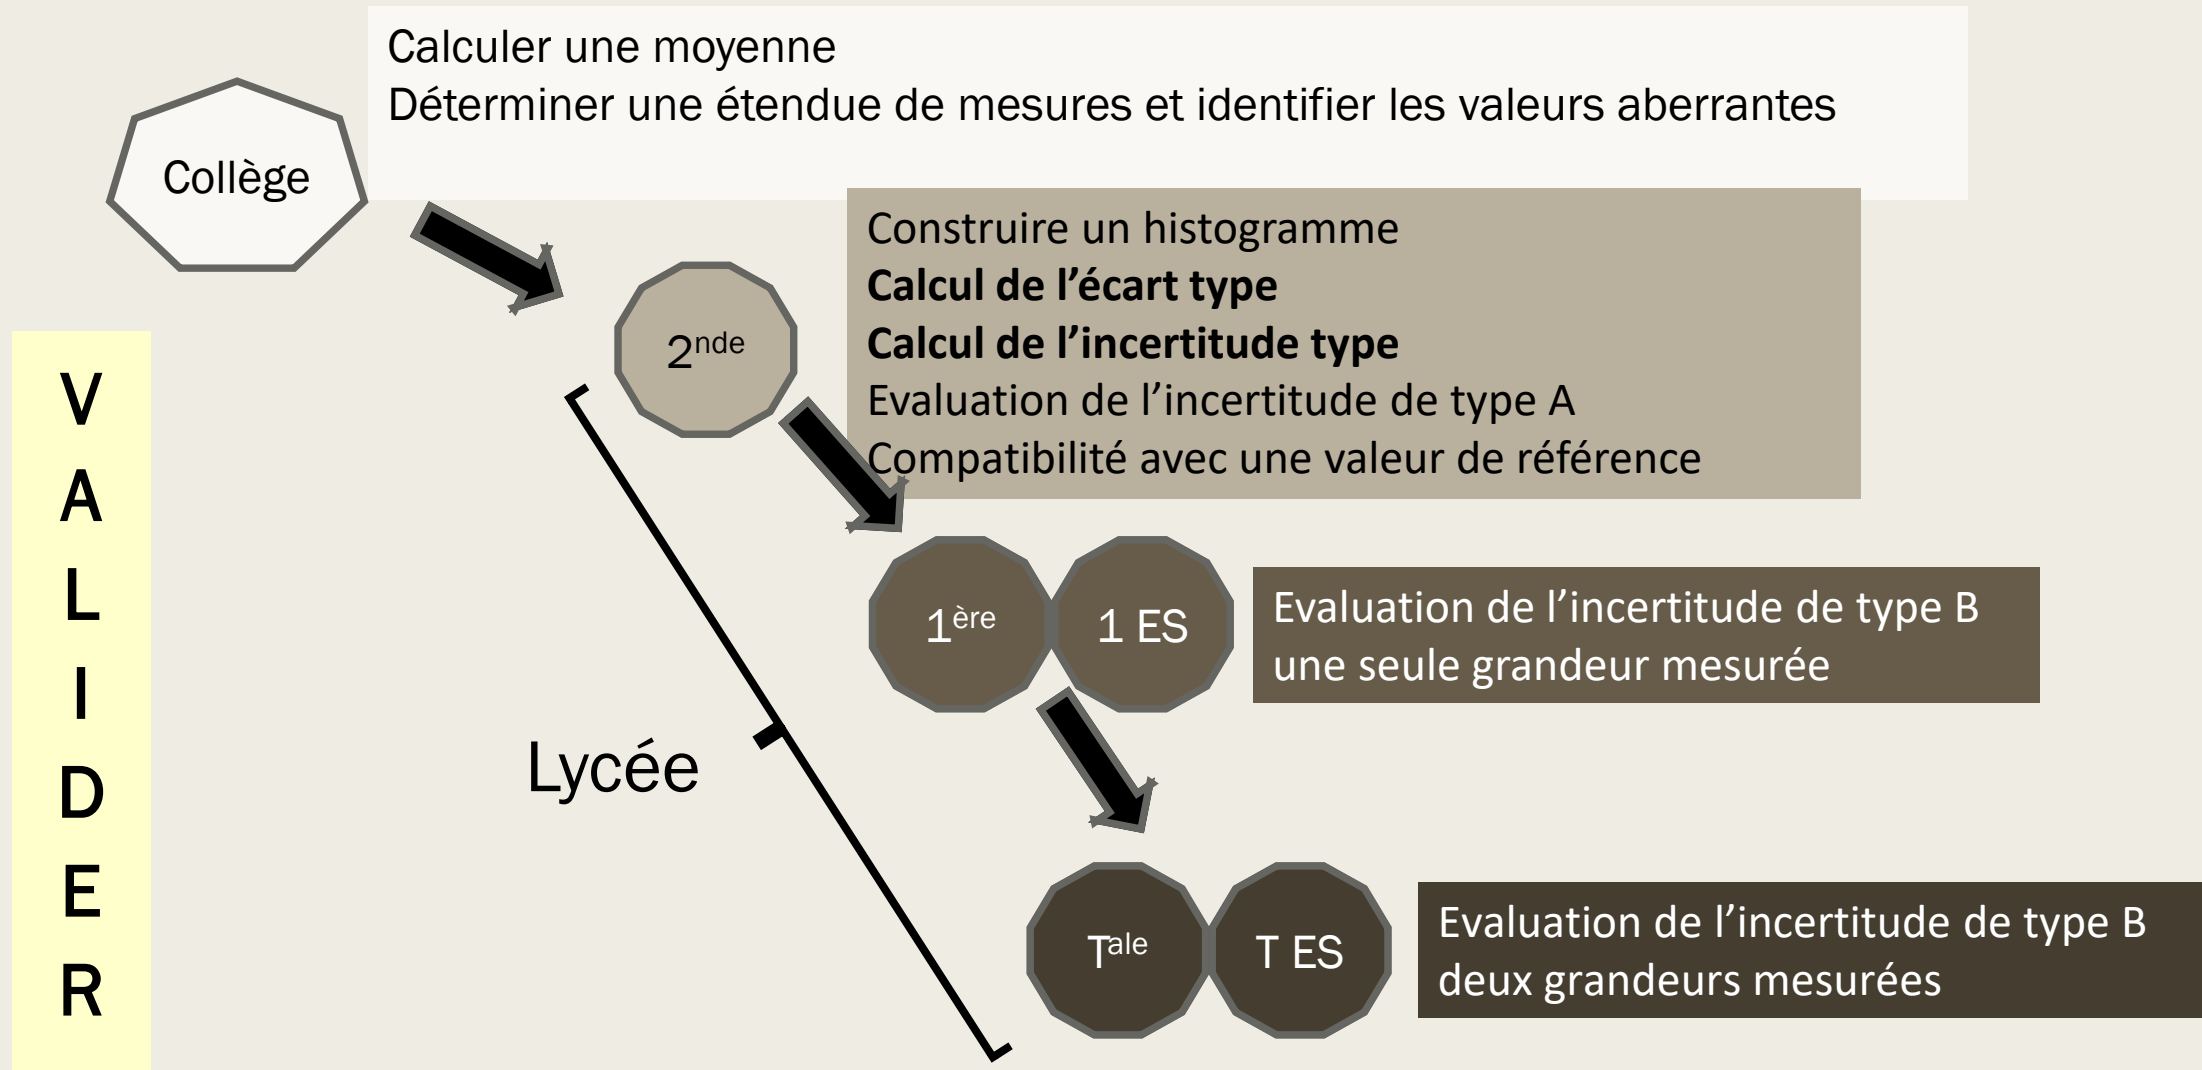 Calculer une moyenne
Déterminer une étendue de mesures et identifier les valeurs aberrantes
Collège
Construire un histogramme
Calcul de l’écart type
Calcul de l’incertitude type
Evaluation de l’incertitude de type A
Compatibilité avec une valeur de référence
2nde
V
A
L
I
D
E
R
1ère
1 ES
Evaluation de l’incertitude de type B
une seule grandeur mesurée
Lycée
Tale
T ES
Evaluation de l’incertitude de type B
deux grandeurs mesurées